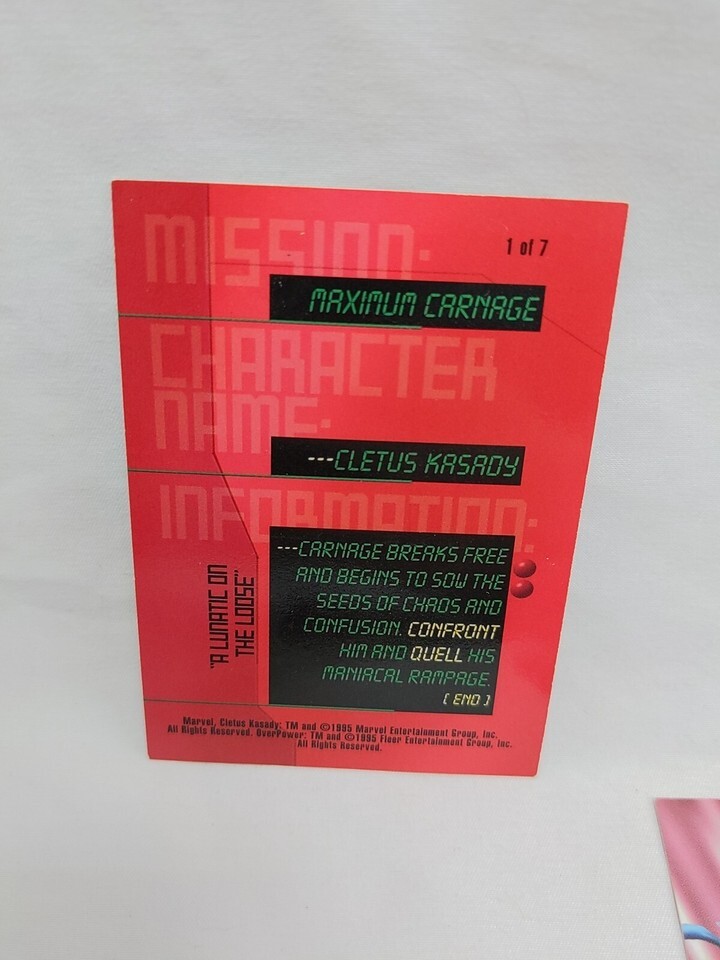 MISSION:
1 of 7
MAXIMUM CARNAGE
CHARACTER
NAME:
---CLETUS KASADY
INFORMATION:
---CARNAGE BREAKS FREE
AND BEGINS TO SOW THE
SEEDS OF CHAOS AND
CONFUSION. CONFRONT
HIM AND QUELL HIS
MANIACAL RAMPAGE.
[ END ]
"A LUNATIC ON
THE LOOSE"
Marvel, Cletus Kasady: TM and ©1995 Marvel Entertainment Group, Inc.
All Rights Reserved. OverPower: TM and ©1995 Fleer Entertainment Group, Inc.
All Rights Reserved.